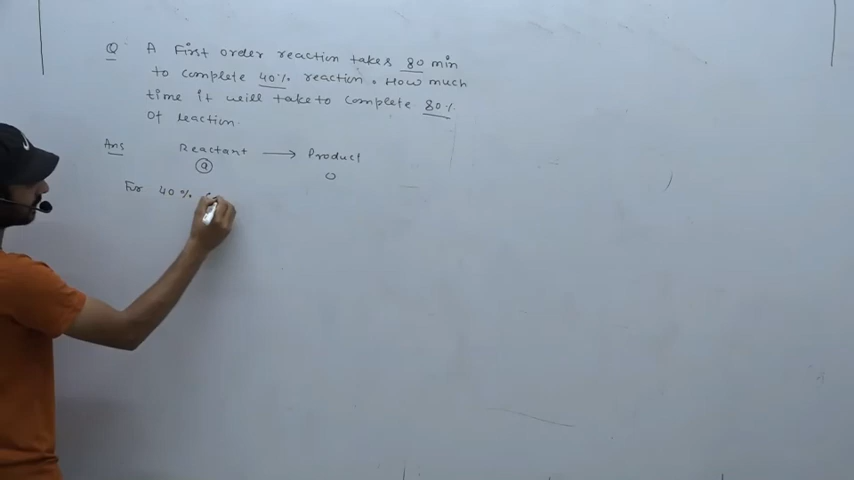 Q A First order reaction takes 80 min
to complete 40% reaction. How much
time it will take to complete 80%
of reaction.
Ans Reactant → Product
a 0
For 40%